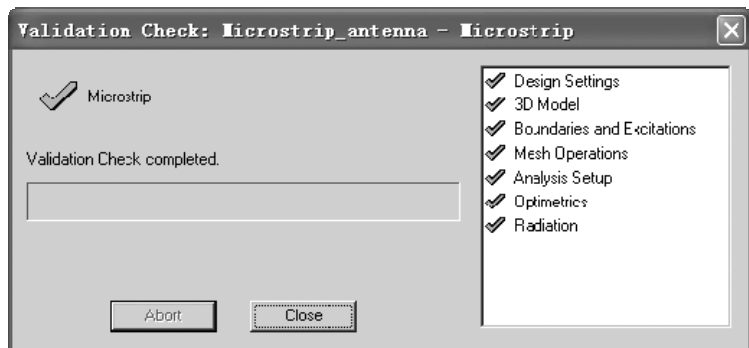 Validation Check: Microstrip_antenna - Microstrip
Microstrip
Validation Check completed.
Abort
Close
Design Settings
3D Model
Boundaries and Excitations
Mesh Operations
Analysis Setup
Optimetrics
Radiation